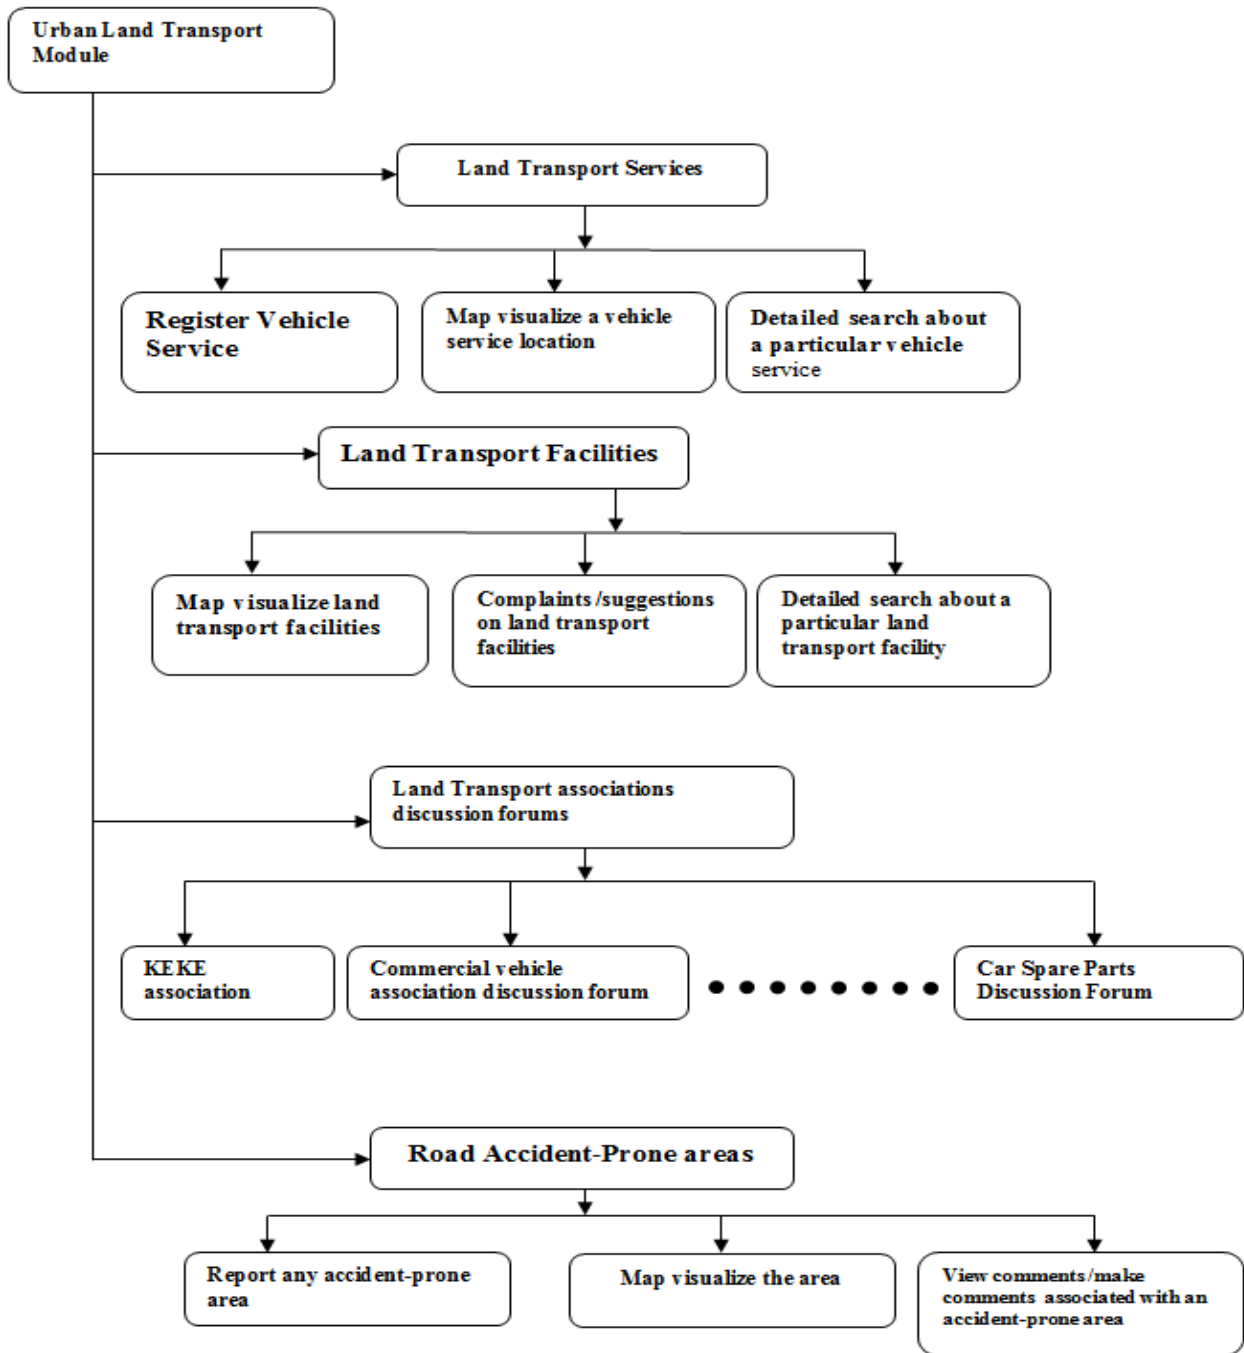 Urban Land Transport
Module
Land Transport Services
Register Vehicle
Service
Map visualize a vehicle
service location
Detailed search about
a particular vehicle
service
Land Transport Facilities
Map visualize land
transport facilities
Complaints/suggestions
on land transport
facilities
Detailed search about a
particular land
transport facility
Land Transport associations
discussion forums
KEKE
association
Commercial vehicle
association discussion forum
Car Spare Parts
Discussion Forum
Road Accident-Prone areas
Report any accident-prone
area
Map visualize the area
View comments/make
comments associated with an
accident-prone area